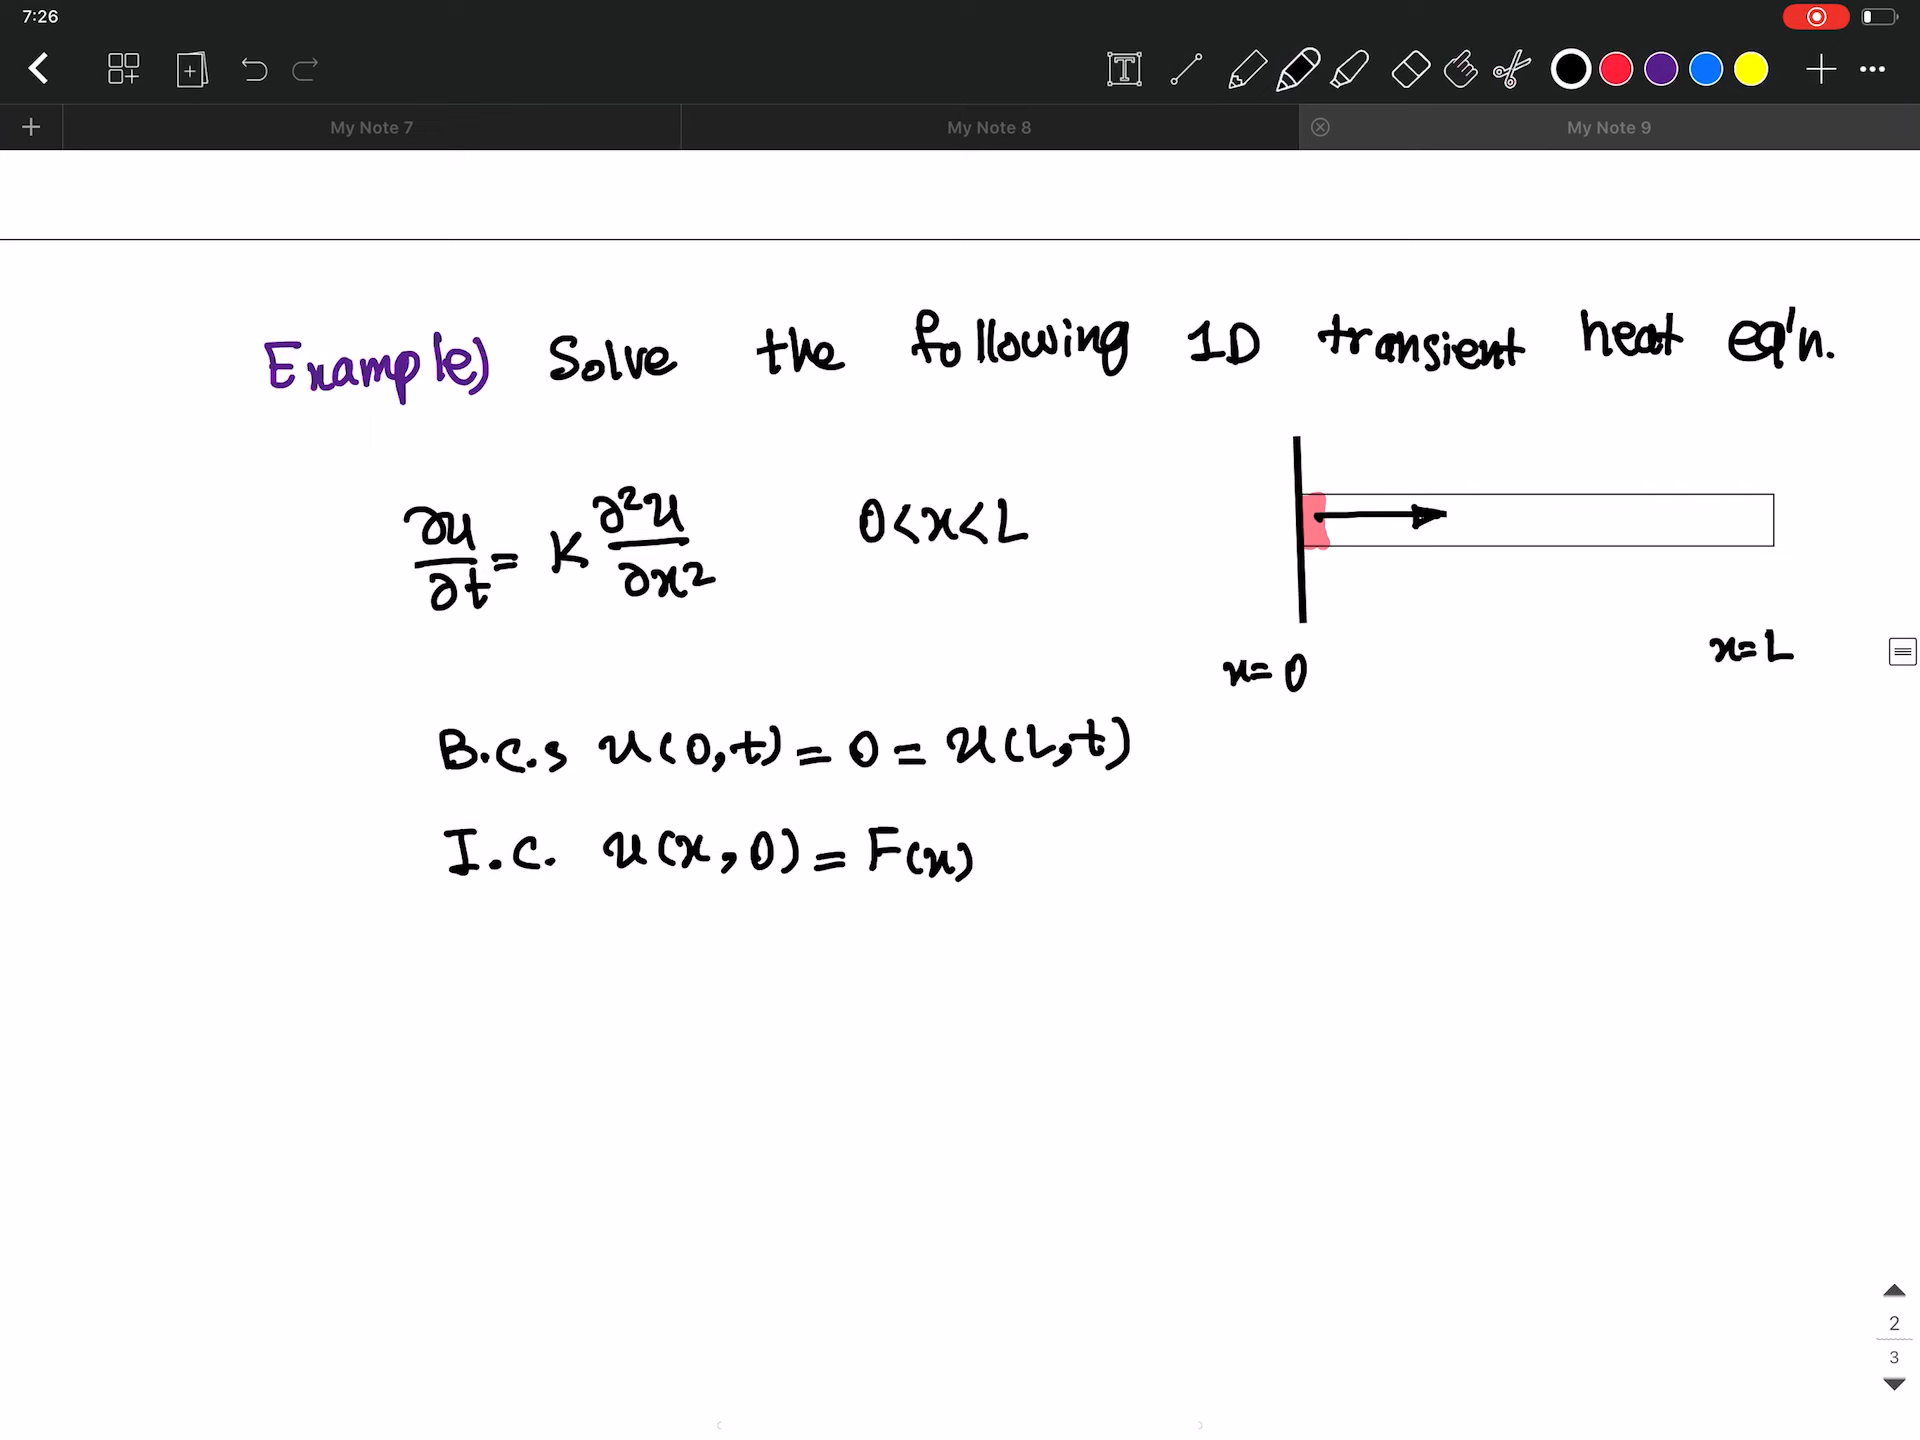 7:26
My Note 7 My Note 8 My Note 9
Example) Solve the following 1D transient heat eq'n.
∂u/∂t = K ∂²u/∂x² 0<x<L
x=0 x=L
B.C.s u(0,t) = 0 = u(L,t)
I.C. u(x,0) = F(x)
2
3